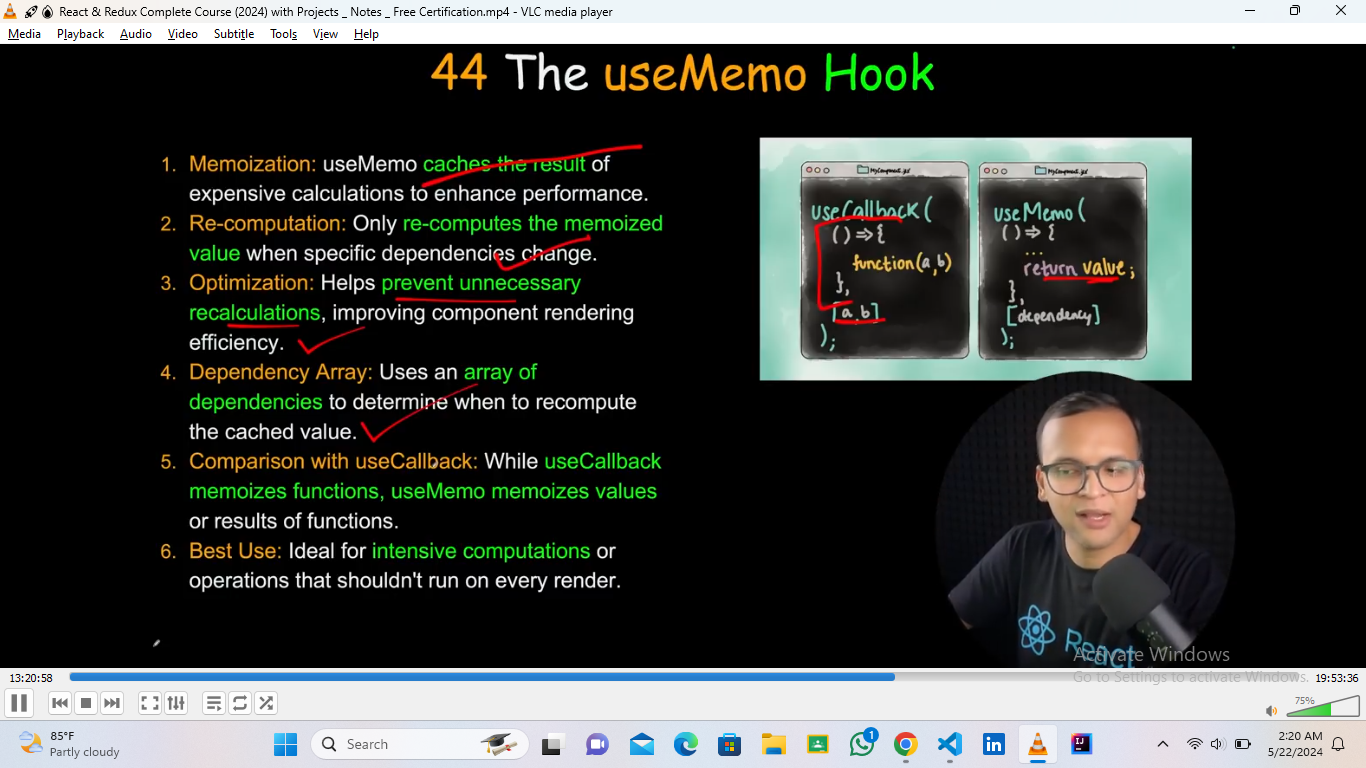 React & Redux Complete Course (2024) with Projects _ Notes _ Free Certification.mp4 - VLC media player
Media Playback Audio Video Subtitle Tools View Help
44 The useMemo Hook
1. Memoization: useMemo caches the result of
expensive calculations to enhance performance.
2. Re-computation: Only re-computes the memoized
value when specific dependencies change.
3. Optimization: Helps prevent unnecessary
recalculations, improving component rendering
efficiency.
4. Dependency Array: Uses an array of
dependencies to determine when to recompute
the cached value.
5. Comparison with useCallback: While useCallback
memoizes functions, useMemo memoizes values
or results of functions.
6. Best Use: Ideal for intensive computations or
operations that shouldn't run on every render.
MyComponent.jsx
useCallback(
()=>{
function(a,b)
},
[a,b]
);
MyComponent.jsx
useMemo(
()=>{
...
return value;
},
[dependency]
);
React
Activate Windows
Go to Settings to activate Windows.
13:20:58
19:53:36
75%
85°F
Partly cloudy
Search
1
2:20 AM
5/22/2024